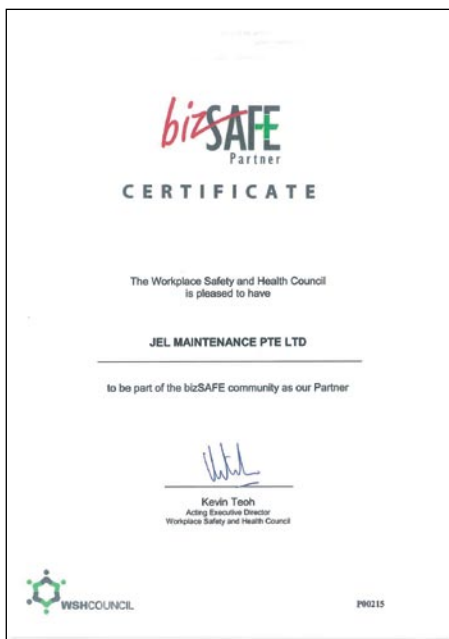 bizSAFE
Partner
CERTIFICATE
The Workplace Safety and Health Council
is pleased to have
JEL MAINTENANCE PTE LTD
to be part of the bizSAFE community as our Partner
Kevin Teoh
Acting Executive Director
Workplace Safety and Health Council
WSHCOUNCIL
P00215